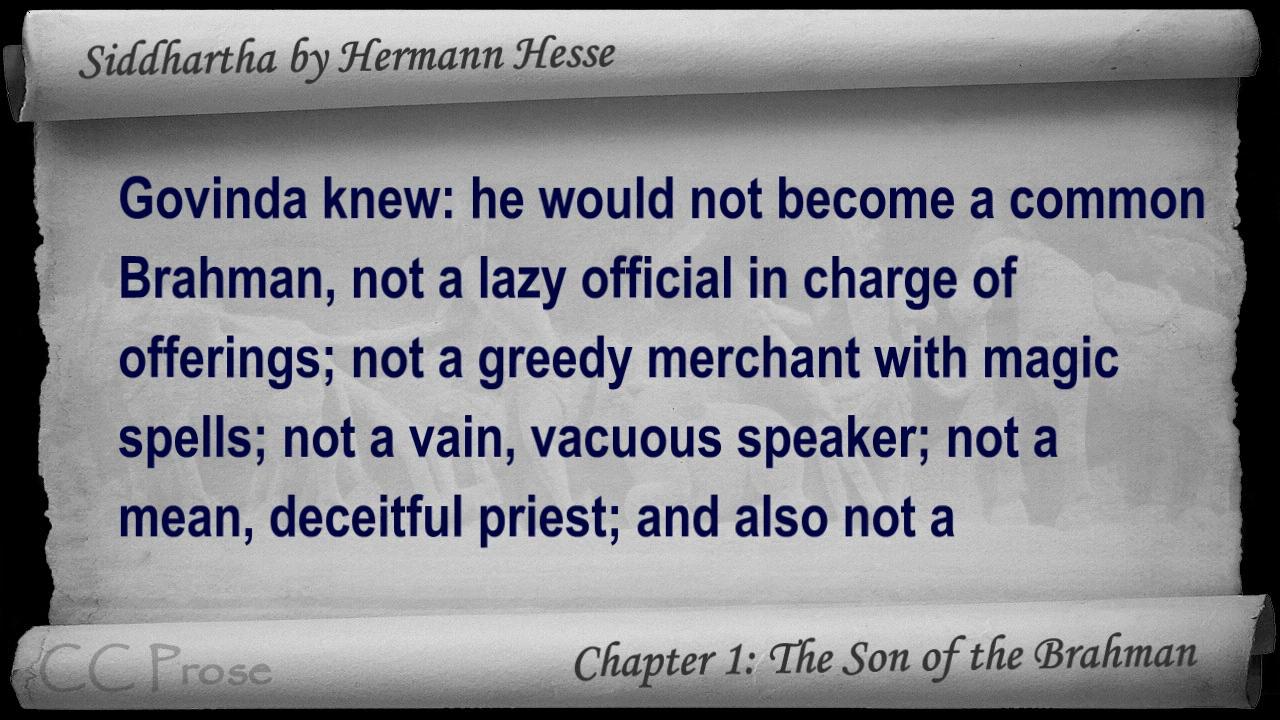 Siddhartha by Hermann Hesse
Govinda knew: he would not become a common
Brahman, not a lazy official in charge of
offerings; not a greedy merchant with magic
spells; not a vain, vacuous speaker; not a
mean, deceitful priest; and also not a
CC Prose
Chapter 1: The Son of the Brahman